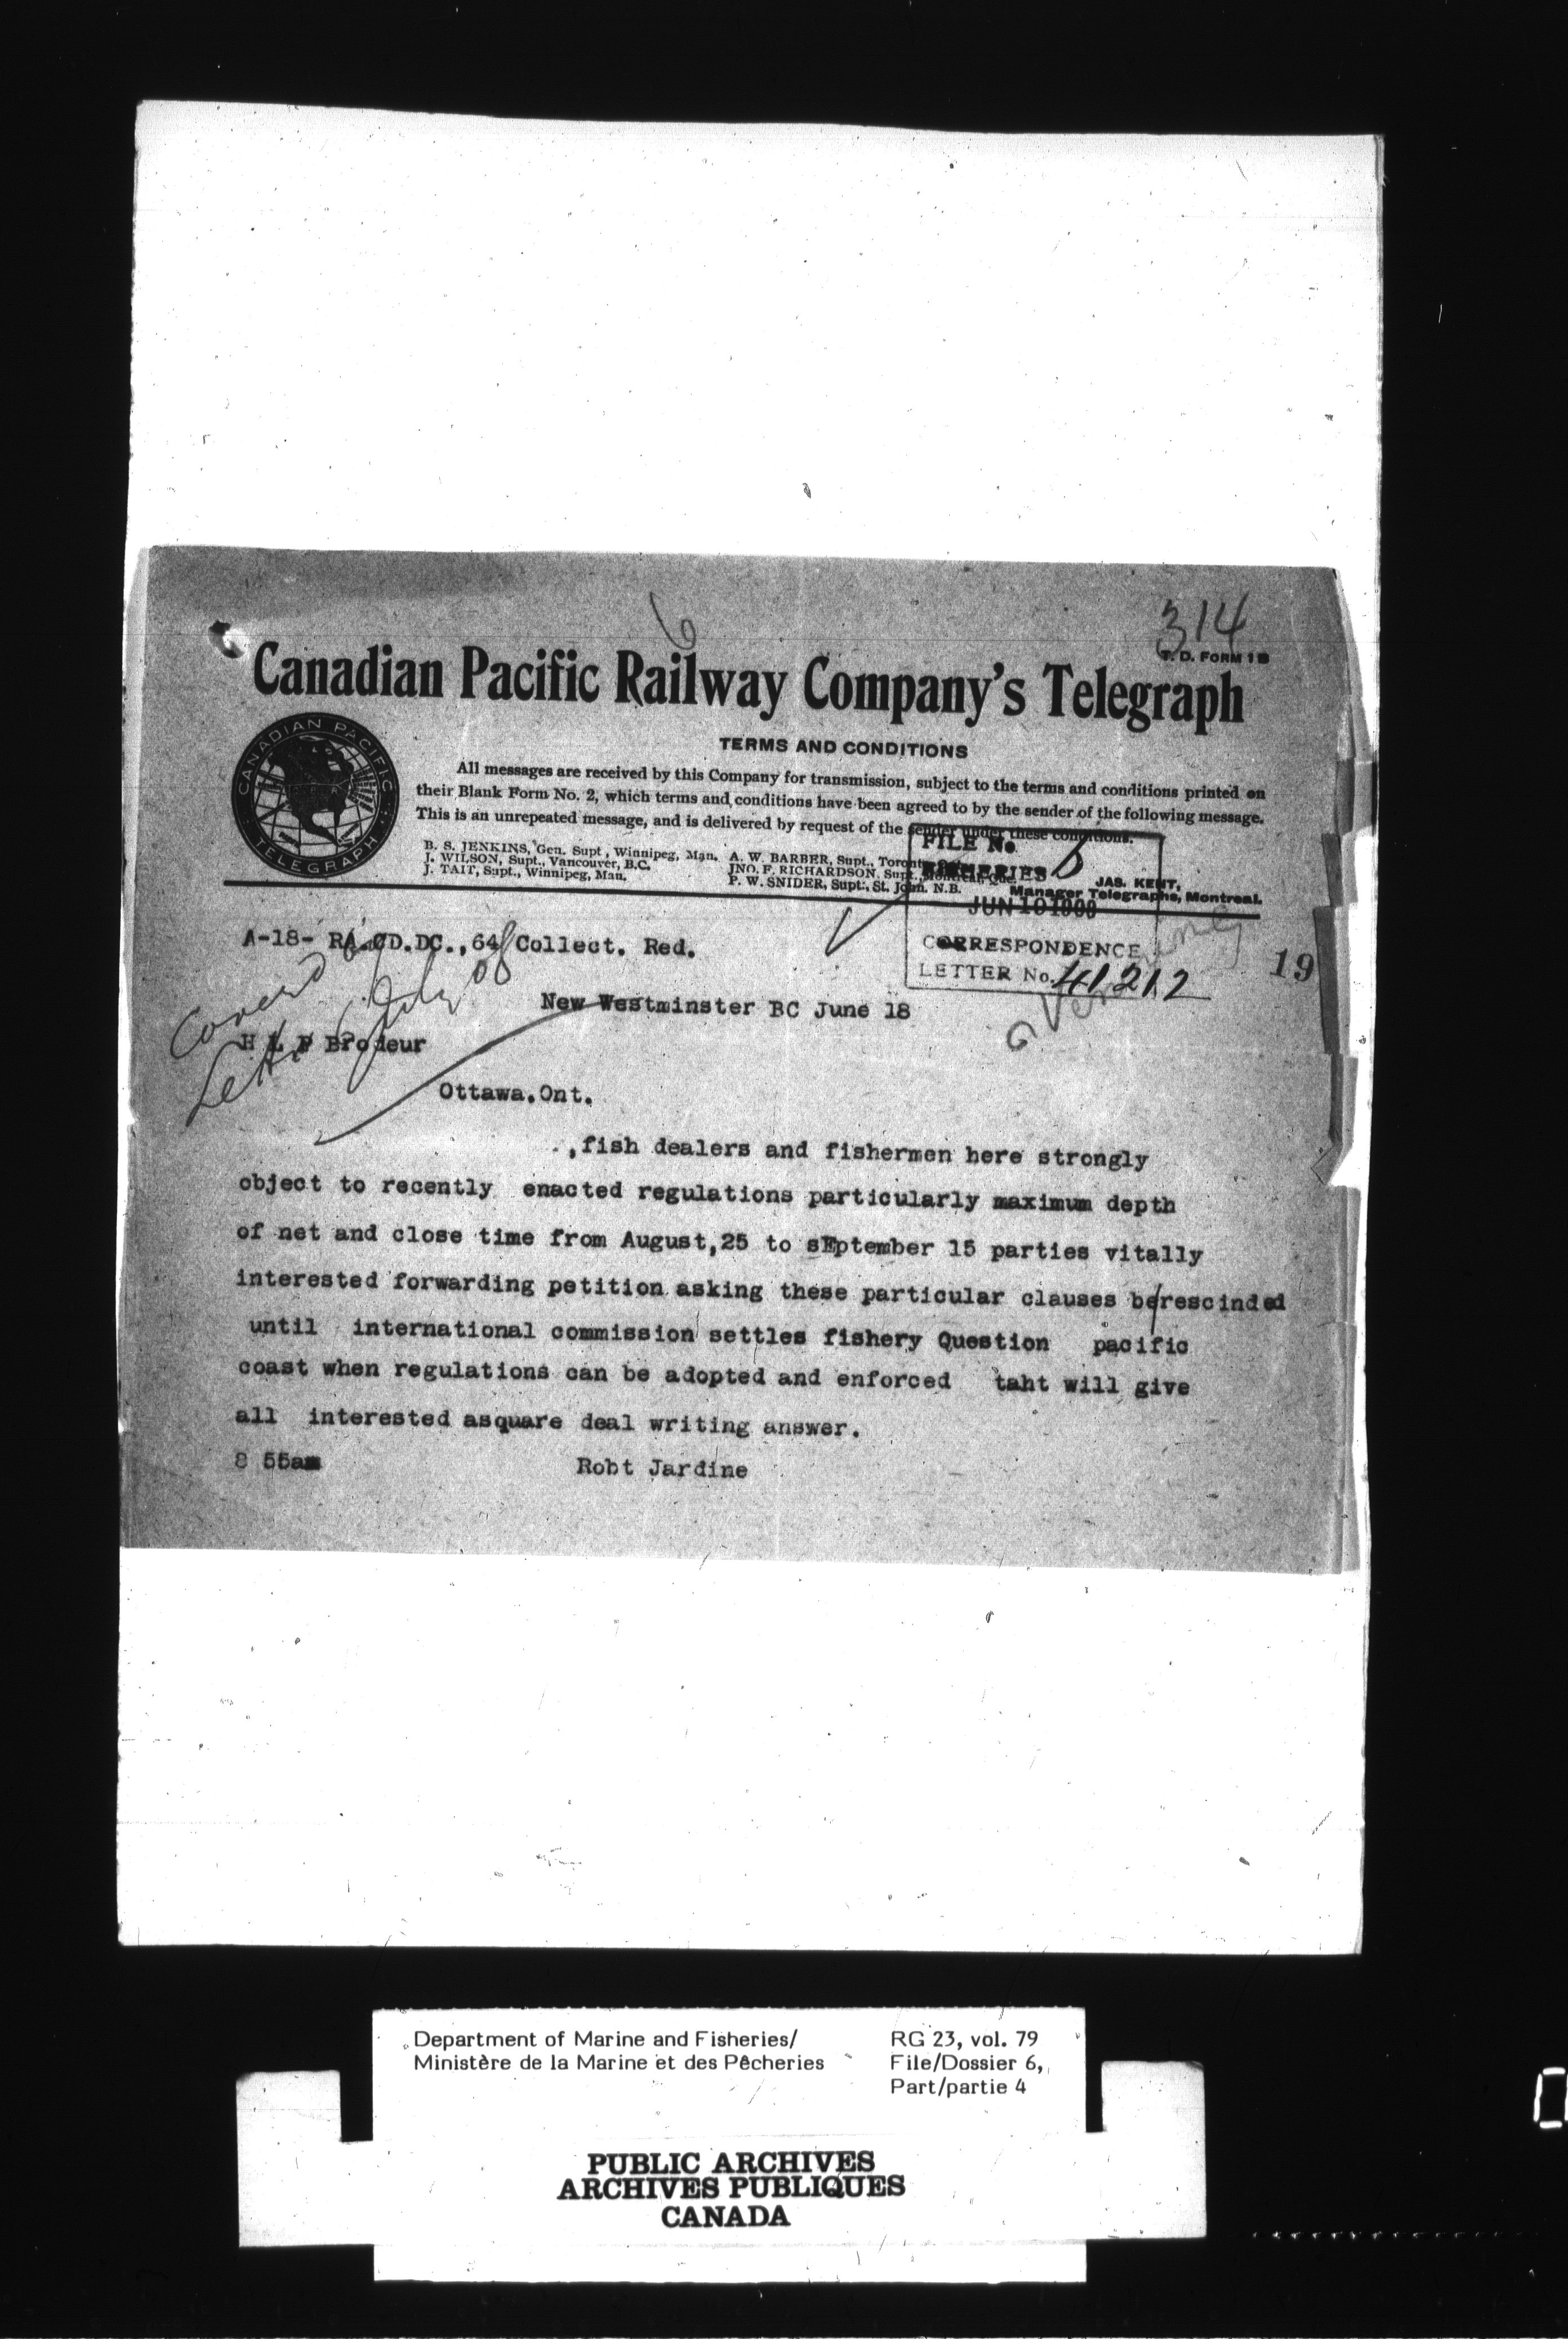 314
6
T. D. FORM 1 B
Canadian Pacific Railway Company's Telegraph
CANADIAN PACIFIC
TELEGRAPH
TERMS AND CONDITIONS
All messages are received by this Company for transmission, subject to the terms and conditions printed on
their Blank Form No. 2, which terms and conditions have been agreed to by the sender of the following message.
This is an unrepeated message, and is delivered by request of the sender under these conditions.
B. S. JENKINS, Gen. Supt., Winnipeg, Man.
J. WILSON, Supt., Vancouver, B.C.
J. TAIT, Supt., Winnipeg, Man.
A. W. BARBER, Supt., Toronto, Ont.
JNO. F. RICHARDSON, Supt., Montreal, Que.
P. W. SNIDER, Supt., St. John, N.B.
JAS. KENT,
Manager Telegraphs, Montreal.
FILE No. 6
FISHERIES
JUN 19
CORRESPONDENCE
LETTER No. 41212
19
A-18- RA.CD.DC., 64 Collect. Red.
New Westminster BC June 18
H L P Brodeur
Ottawa.Ont.
.,fish dealers and fishermen here strongly
object to recently enacted regulations particularly maximum depth
of net and close time from August,25 to sEptember 15 parties vitally
interested forwarding petition asking these particular clauses be/rescinded
until international commission settles fishery Question pacific
coast when regulations can be adopted and enforced taht will give
all interested asquare deal writing answer.
8 55am
Robt Jardine
Department of Marine and Fisheries/
Ministère de la Marine et des Pêcheries
RG 23, vol. 79
File/Dossier 6,
Part/partie 4
PUBLIC ARCHIVES
ARCHIVES PUBLIQUES
CANADA